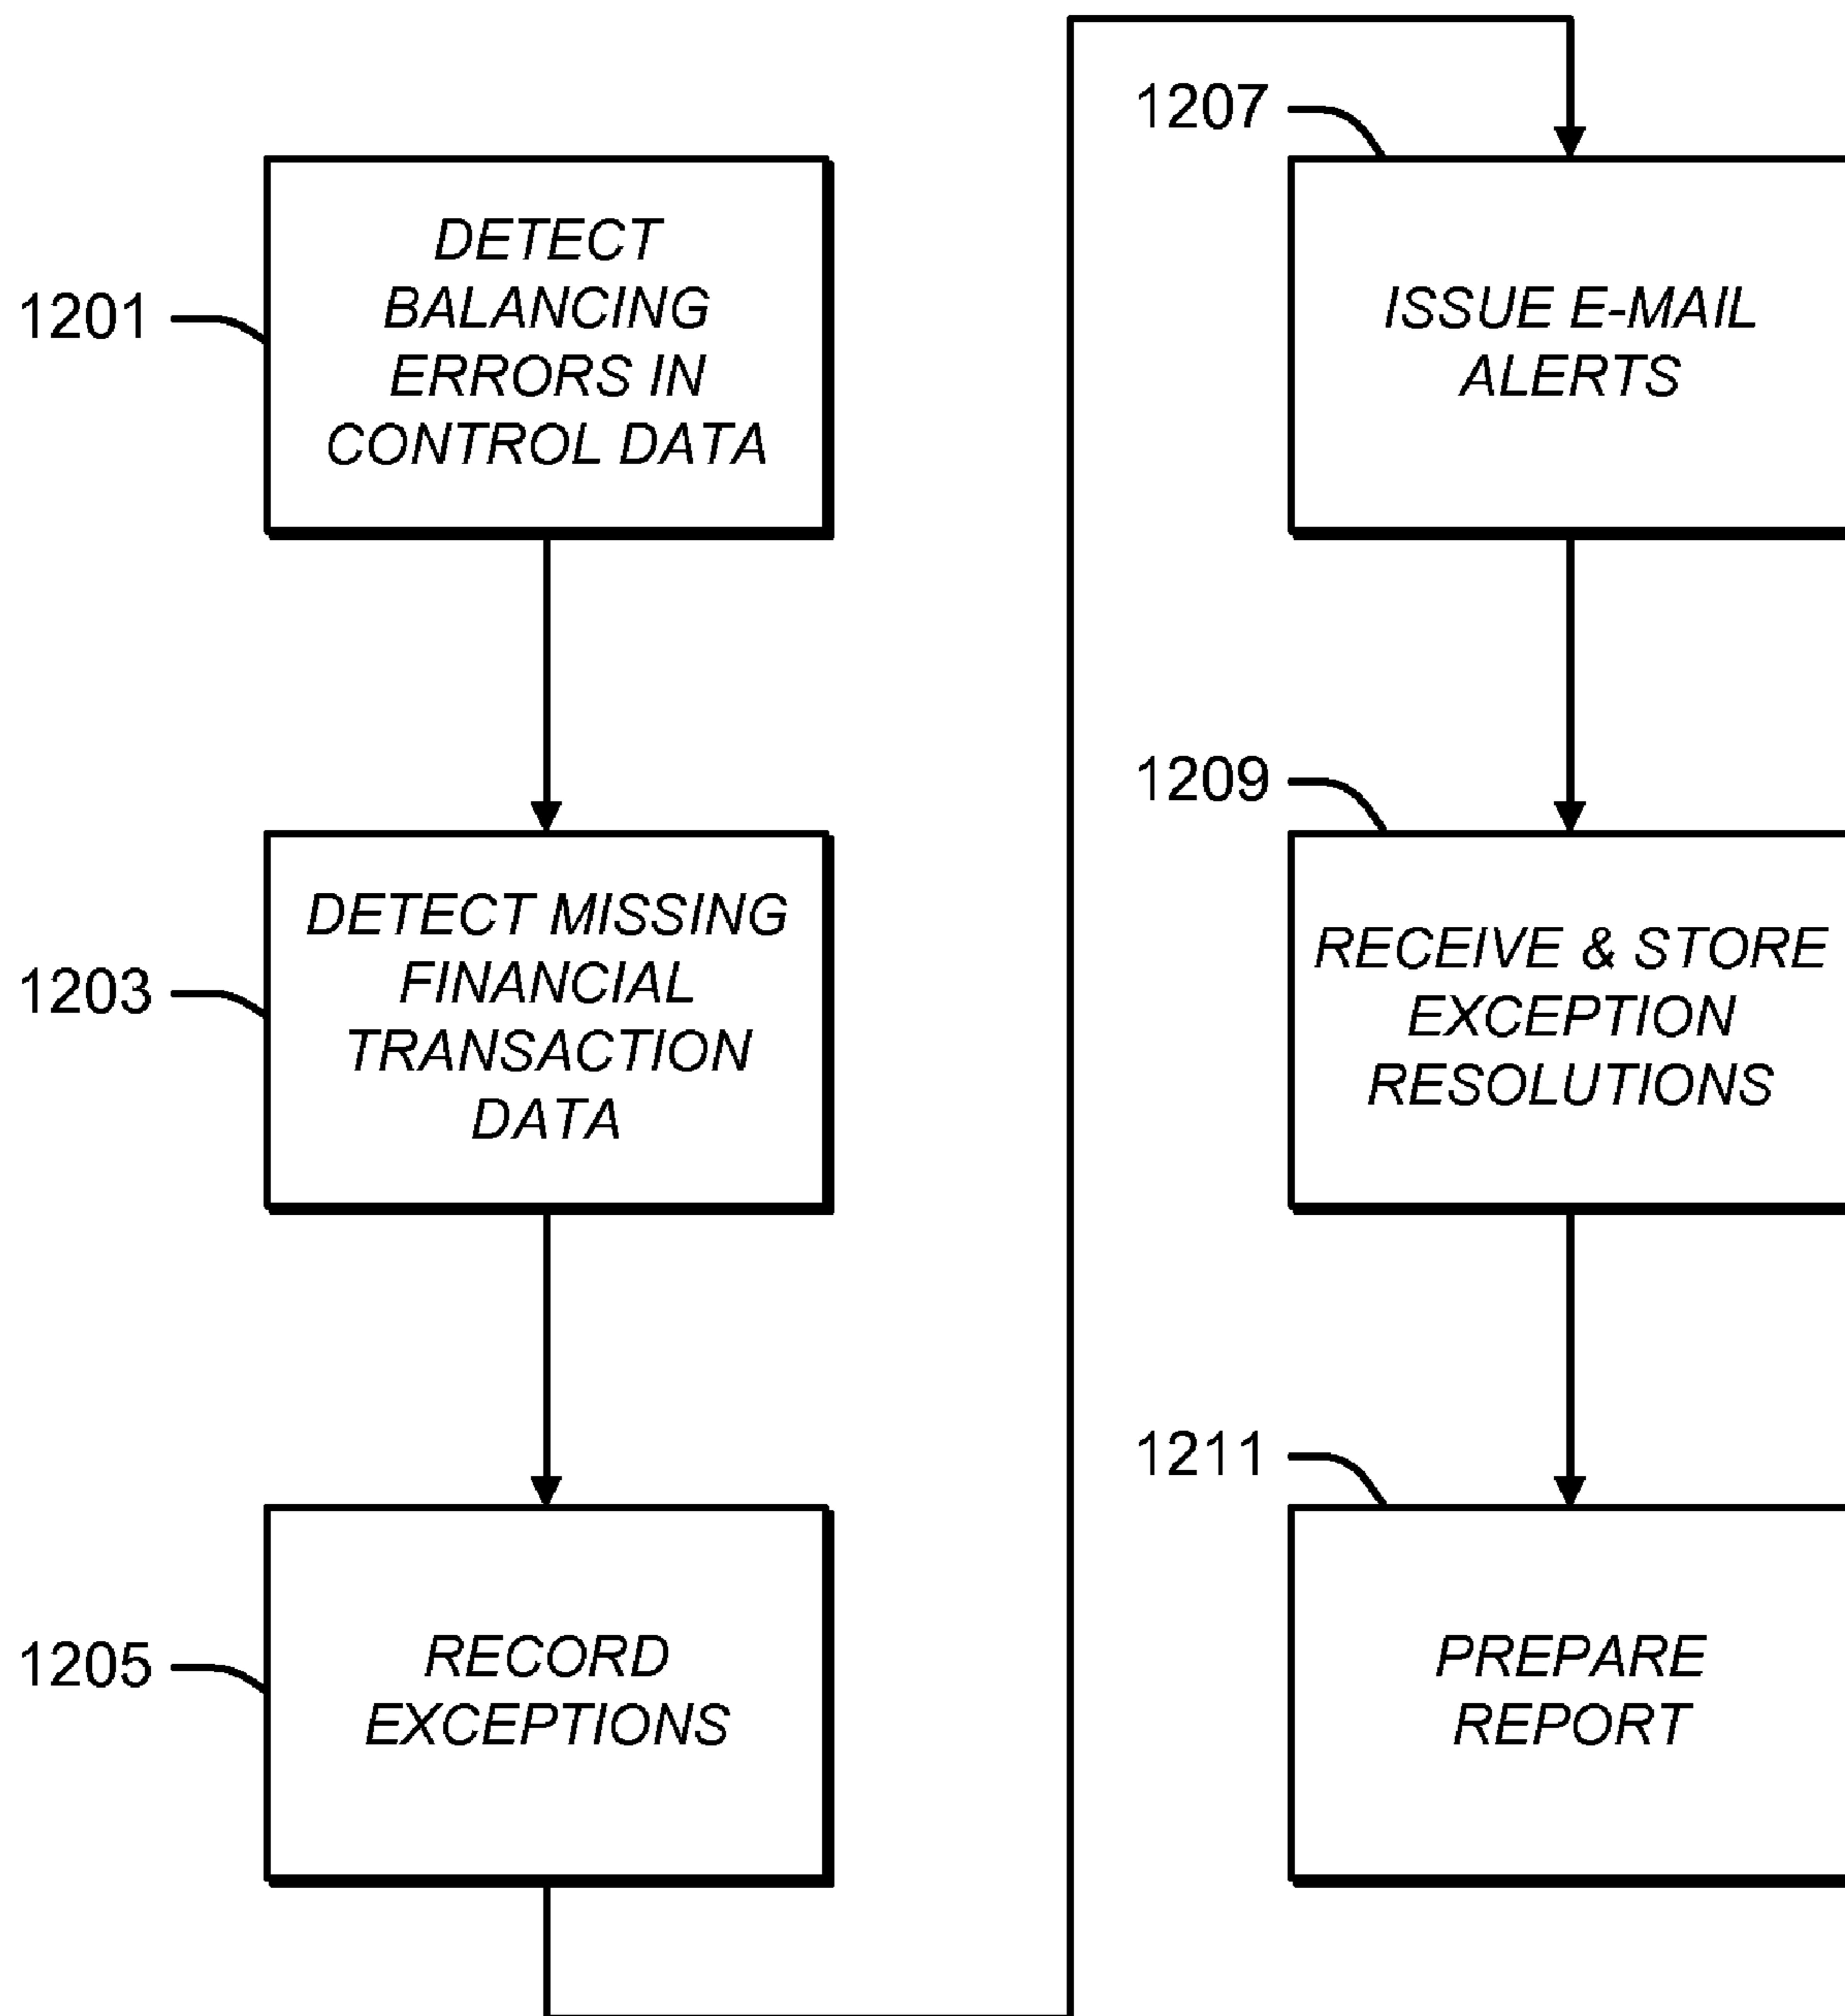 1201
DETECT
BALANCING
ERRORS IN
CONTROL DATA
1203
DETECT MISSING
FINANCIAL
TRANSACTION
DATA
1205
RECORD
EXCEPTIONS
1207
ISSUE E-MAIL
ALERTS
1209
RECEIVE & STORE
EXCEPTION
RESOLUTIONS
1211
PREPARE
REPORT